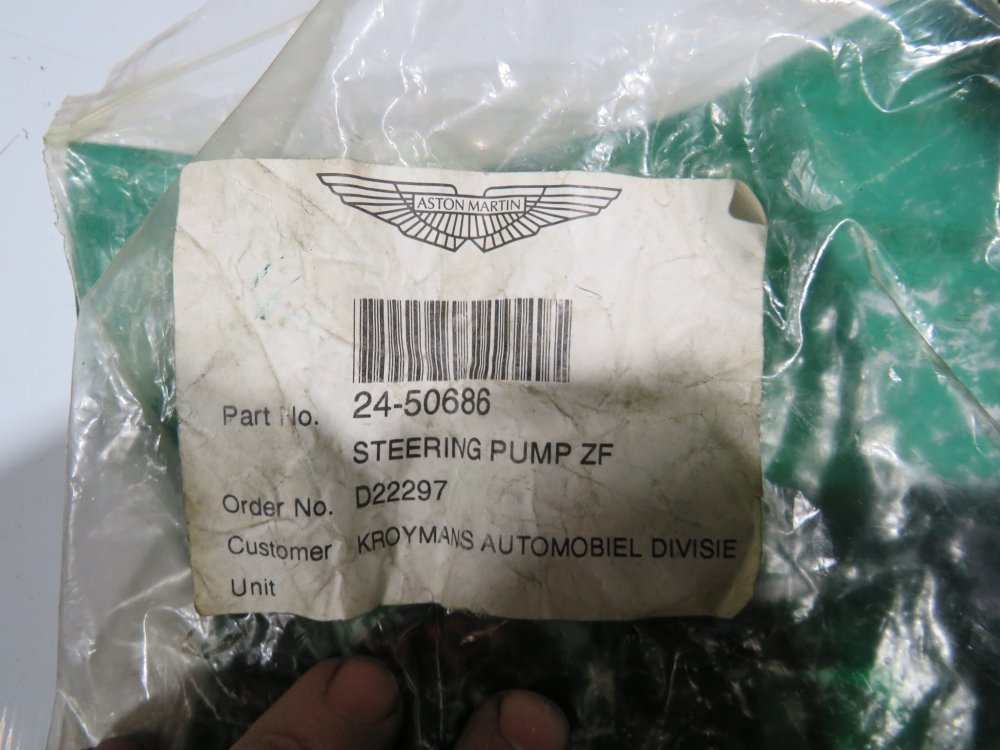 ASTON MARTIN
Part No. 24-50686
STEERING PUMP ZF
Order No. D22297
Customer KROYMANS AUTOMOBIEL DIVISIE
Unit